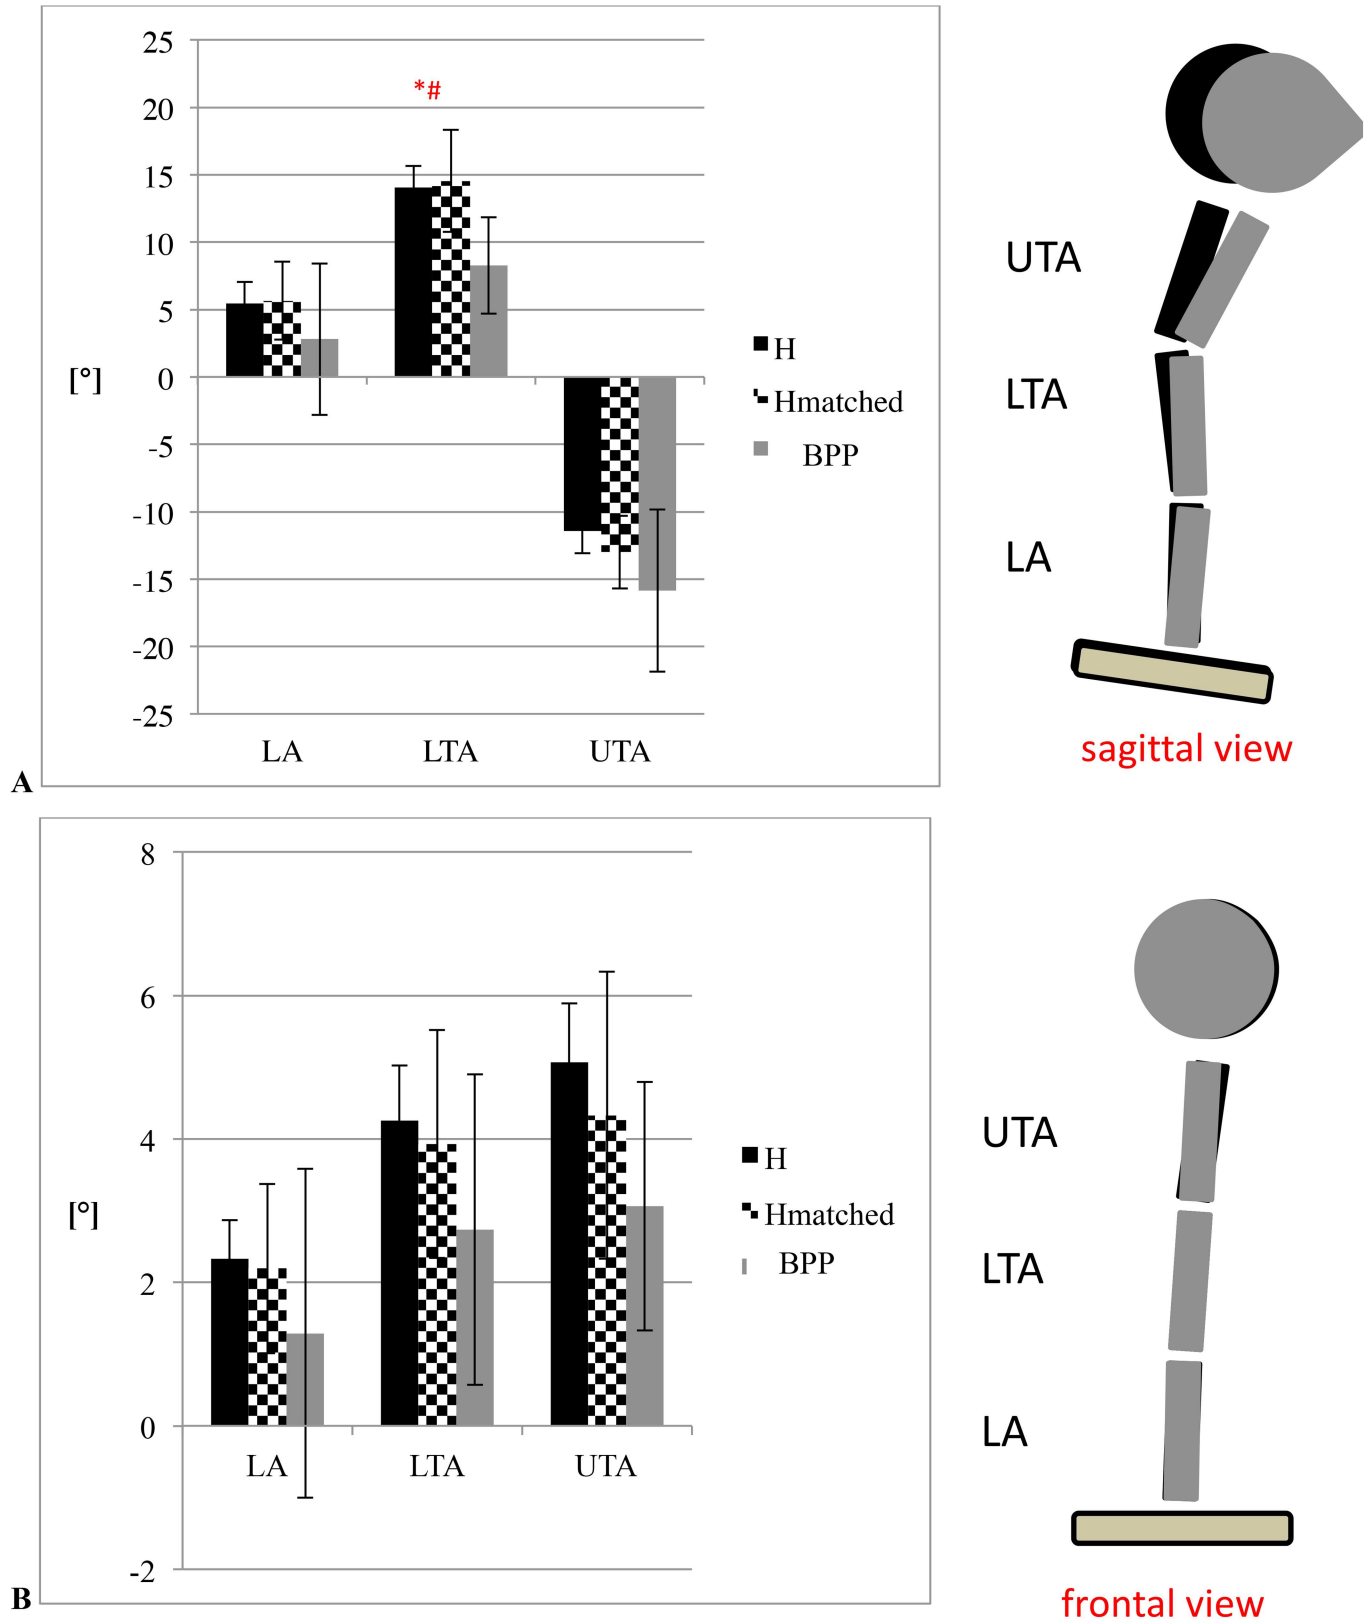 25
20
*#
15
10
5
[°]
0
-5
-10
-15
-20
-25
LA LTA UTA
H
Hmatched
BPP
UTA
LTA
LA
sagittal view
A
8
6
4
[°]
2
0
LA LTA UTA
-2
H
Hmatched
BPP
UTA
LTA
LA
frontal view
B